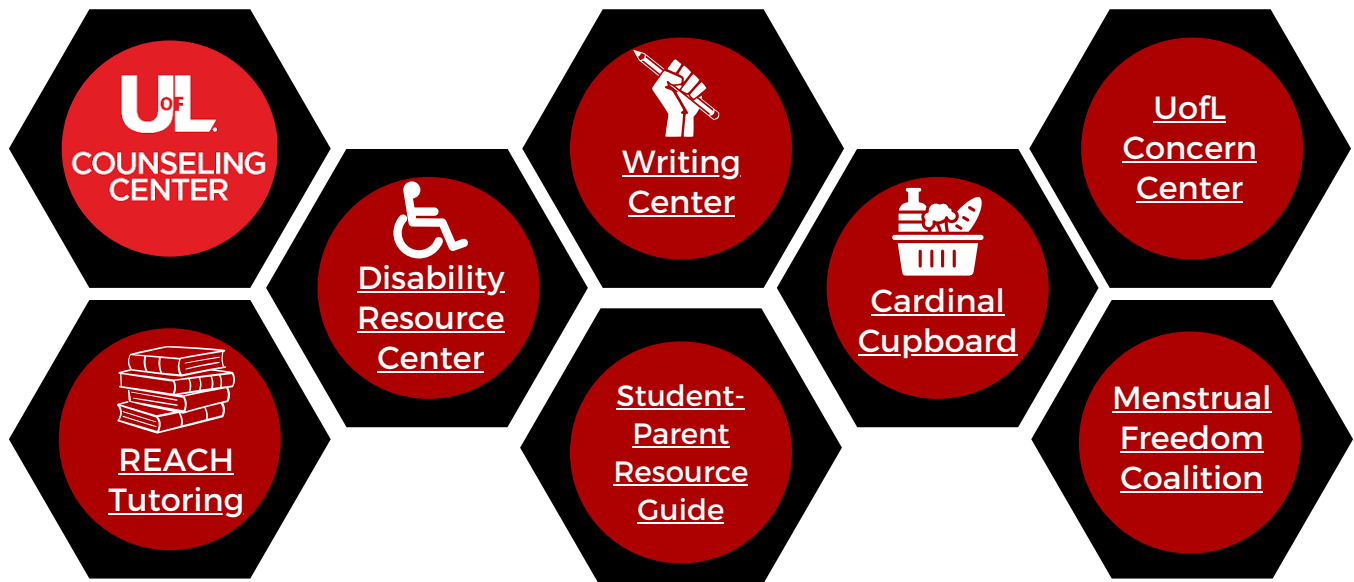 U OF L
COUNSELING
CENTER
Disability
Resource
Center
Writing
Center
Cardinal
Cupboard
UofL
Concern
Center
REACH
Tutoring
Student-
Parent
Resource
Guide
Menstrual
Freedom
Coalition